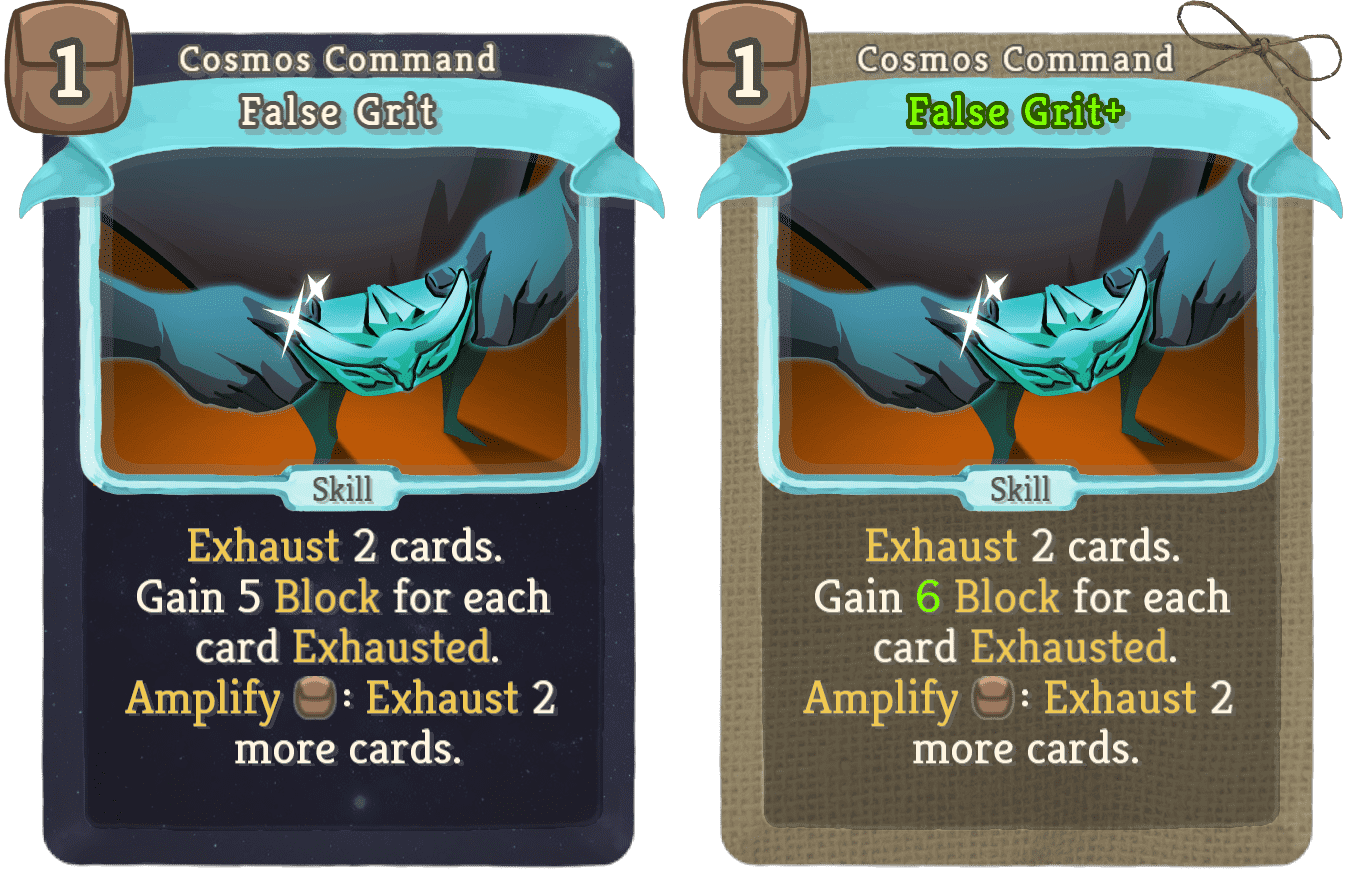 1
Cosmos Command
False Grit
Skill
Exhaust 2 cards.
Gain 5 Block for each
card Exhausted.
Amplify : Exhaust 2
more cards.
1
Cosmos Command
False Grit+
Skill
Exhaust 2 cards.
Gain 6 Block for each
card Exhausted.
Amplify : Exhaust 2
more cards.